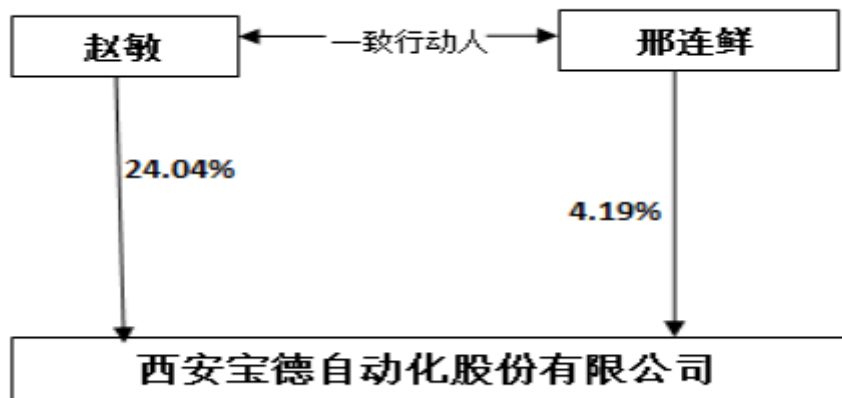 赵敏
一致行动人
邢连鲜
24.04%
4.19%
西安宝德自动化股份有限公司